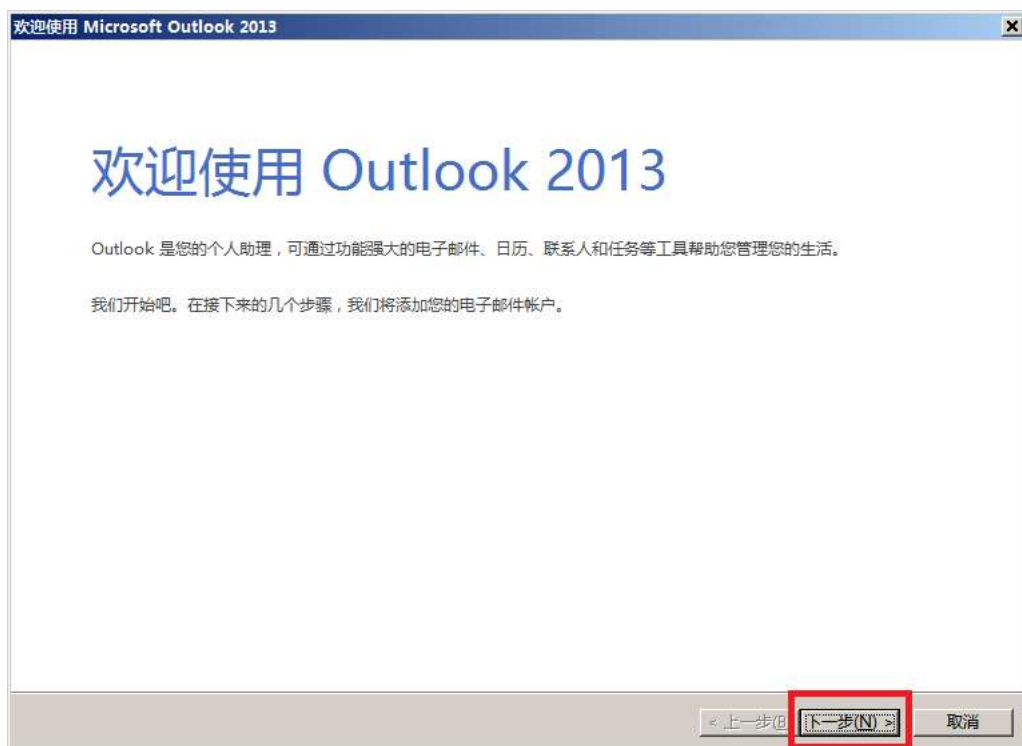 欢迎使用 Microsoft Outlook 2013
欢迎使用 Outlook 2013
Outlook 是您的个人助理，可通过功能强大的电子邮件、日历、联系人和任务等工具帮助您管理您的生活。
我们开始吧。在接下来的几个步骤，我们将添加您的电子邮件帐户。
< 上一步(B 下一步(N) > 取消